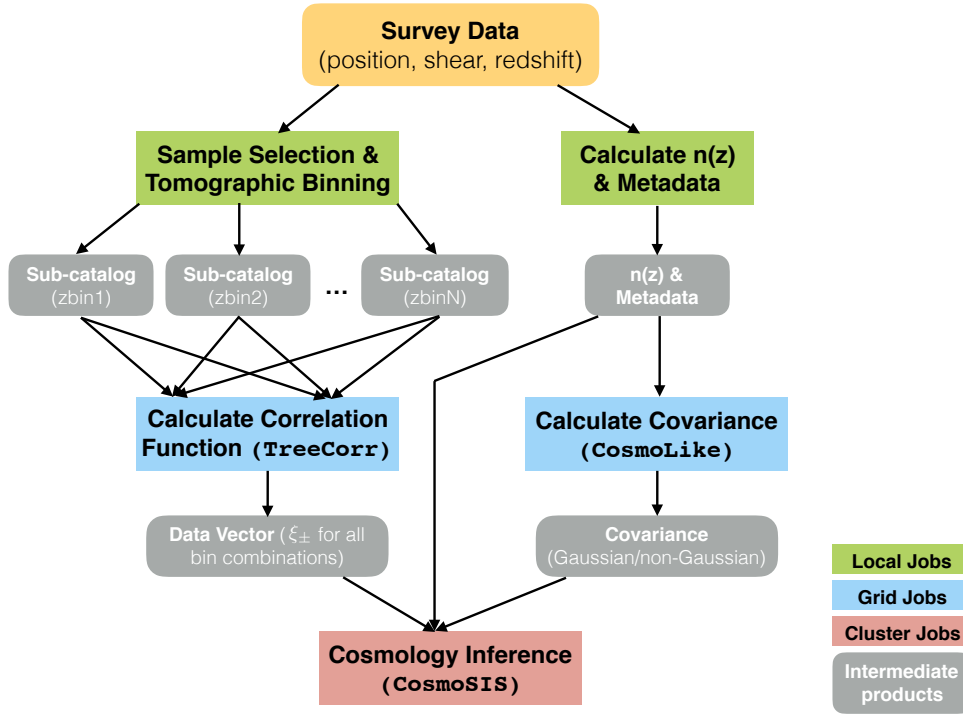 Survey Data
(position, shear, redshift)
Sample Selection &
Tomographic Binning
Calculate n(z)
& Metadata
Sub-catalog
(zbin1)
Sub-catalog
(zbin2)
...
Sub-catalog
(zbinN)
n(z) &
Metadata
Calculate Correlation
Function (TreeCorr)
Calculate Covariance
(CosmoLike)
Data Vector (ξ± for all
bin combinations)
Covariance
(Gaussian/non-Gaussian)
Cosmology Inference
(CosmoSIS)
Local Jobs
Grid Jobs
Cluster Jobs
Intermediate
products